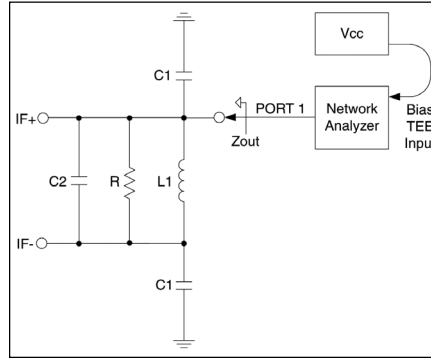 Vcc
C1
IF+
PORT 1
Network
Analyzer
Bias
TEE
Input
Zout
C2
R
L1
IF-
C1